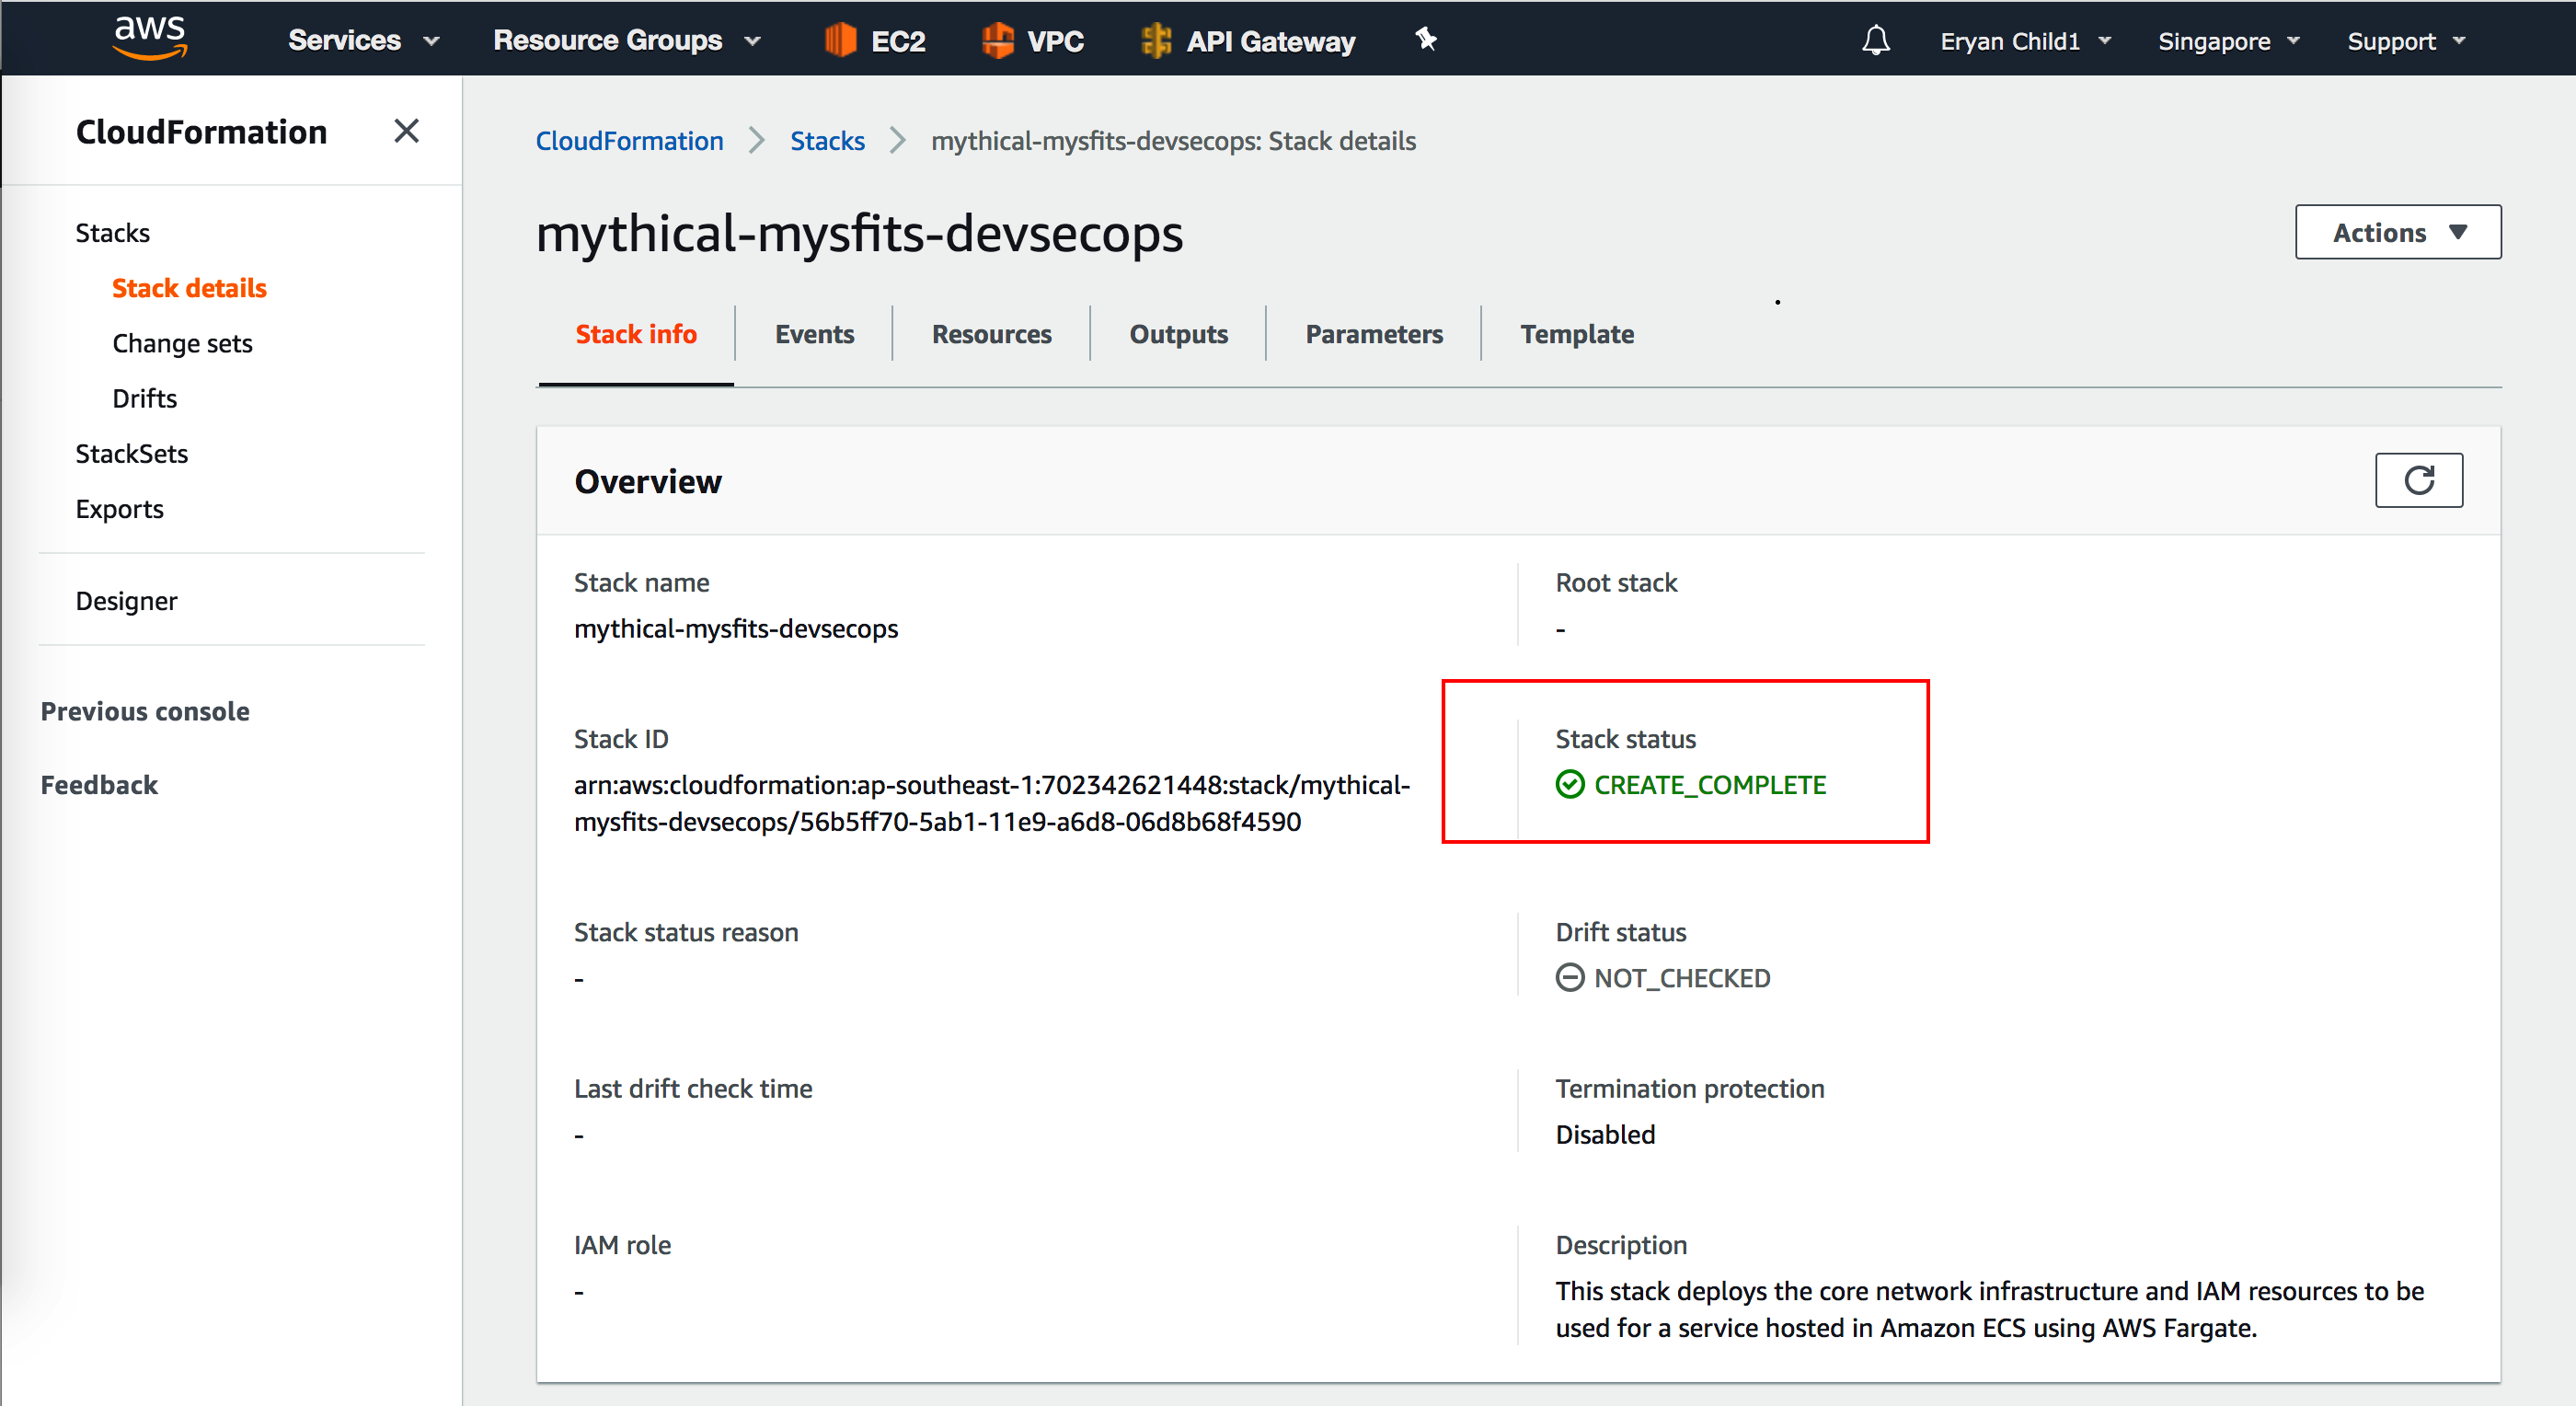 aws Services Resource Groups EC2 VPC API Gateway Eryan Child1 Singapore Support
CloudFormation
Stacks
Stack details
Change sets
Drifts
StackSets
Exports
Designer
Previous console
Feedback
CloudFormation Stacks mythical-mysfits-devsecops: Stack details
mythical-mysfits-devsecops
Actions
Stack info Events Resources Outputs Parameters Template
Overview
Stack name
mythical-mysfits-devsecops
Root stack
-
Stack ID
arn:aws:cloudformation:ap-southeast-1:702342621448:stack/mythical-
mysfits-devsecops/56b5ff70-5ab1-11e9-a6d8-06d8b68f4590
Stack status
CREATE_COMPLETE
Stack status reason
-
Drift status
NOT_CHECKED
Last drift check time
-
Termination protection
Disabled
IAM role
-
Description
This stack deploys the core network infrastructure and IAM resources to be
used for a service hosted in Amazon ECS using AWS Fargate.